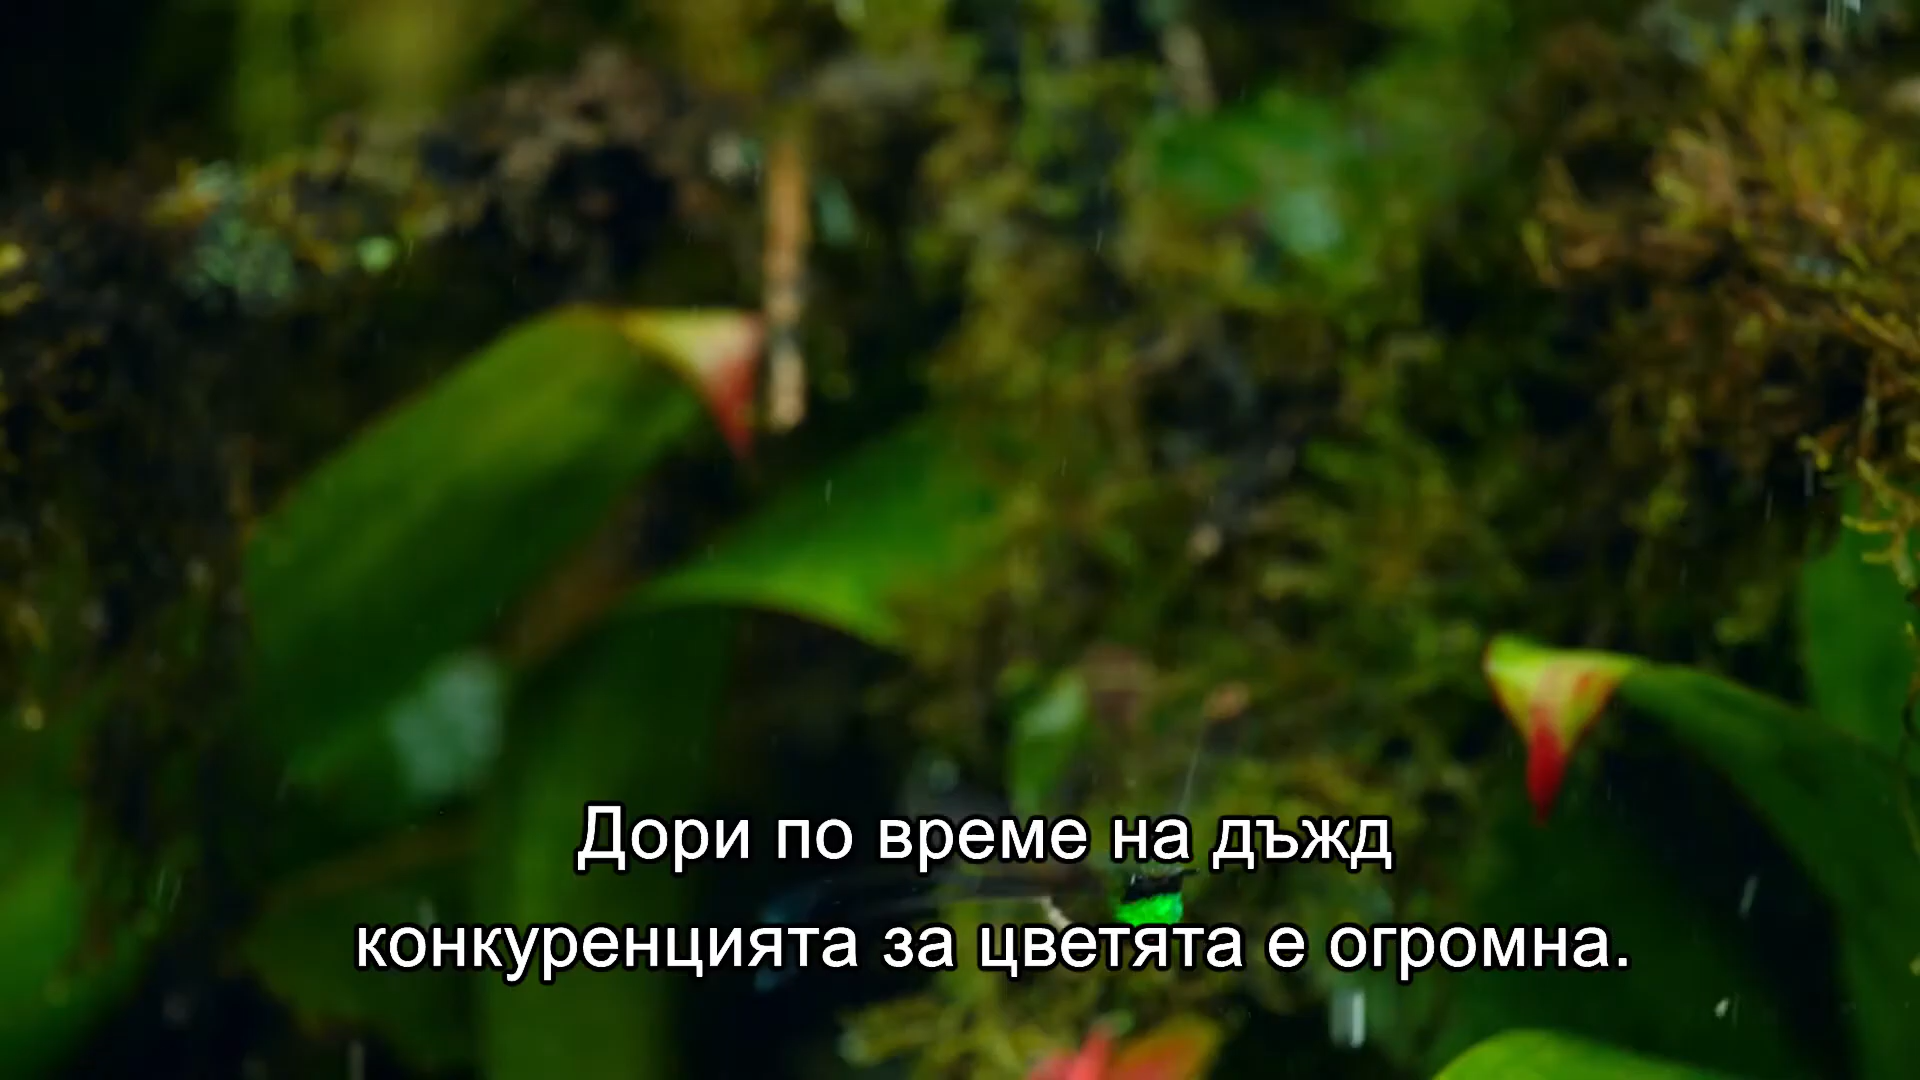 Дори по време на дъжд
конкуренцията за цветята е огромна.